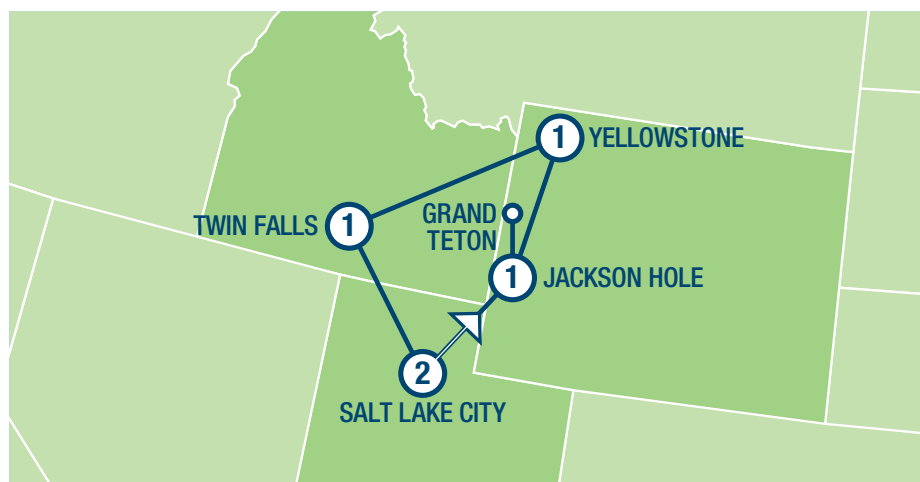 1 YELLOWSTONE
TWIN FALLS 1
GRAND
TETON
1 JACKSON HOLE
2
SALT LAKE CITY